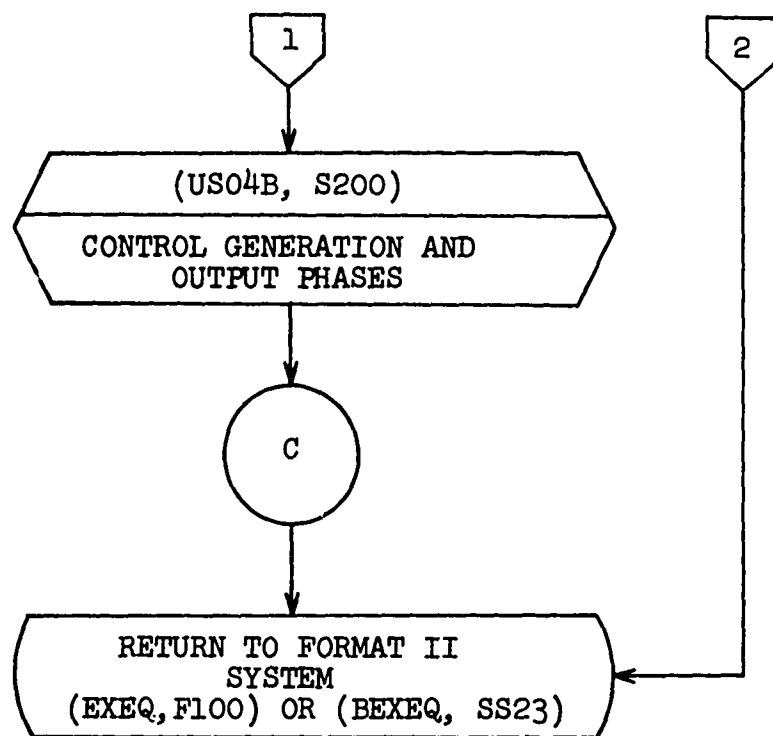 1
2
(US04B, S200)
CONTROL GENERATION AND
OUTPUT PHASES
C
RETURN TO FORMAT II
SYSTEM
(EXEQ,F100) OR (BEXEQ, SS23)